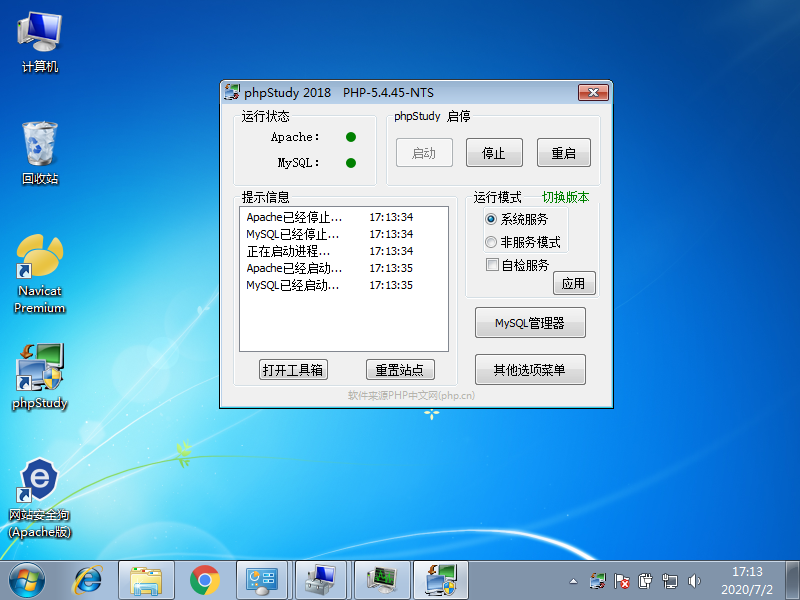 计算机
回收站
Navicat
Premium
phpStudy
网站安全狗
(Apache版)
phpStudy 2018 PHP-5.4.45-NTS
运行状态
Apache:
MySQL:
phpStudy 启停
启动 停止 重启
提示信息
Apache已经停止... 17:13:34
MySQL已经停止... 17:13:34
正在启动进程... 17:13:34
Apache已经启动... 17:13:35
MySQL已经启动... 17:13:35
打开工具箱 重置站点
运行模式 切换版本
系统服务
非服务模式
自检服务
应用
MySQL管理器
其他选项菜单
软件来源PHP中文网(php.cn)
17:13
2020/7/2